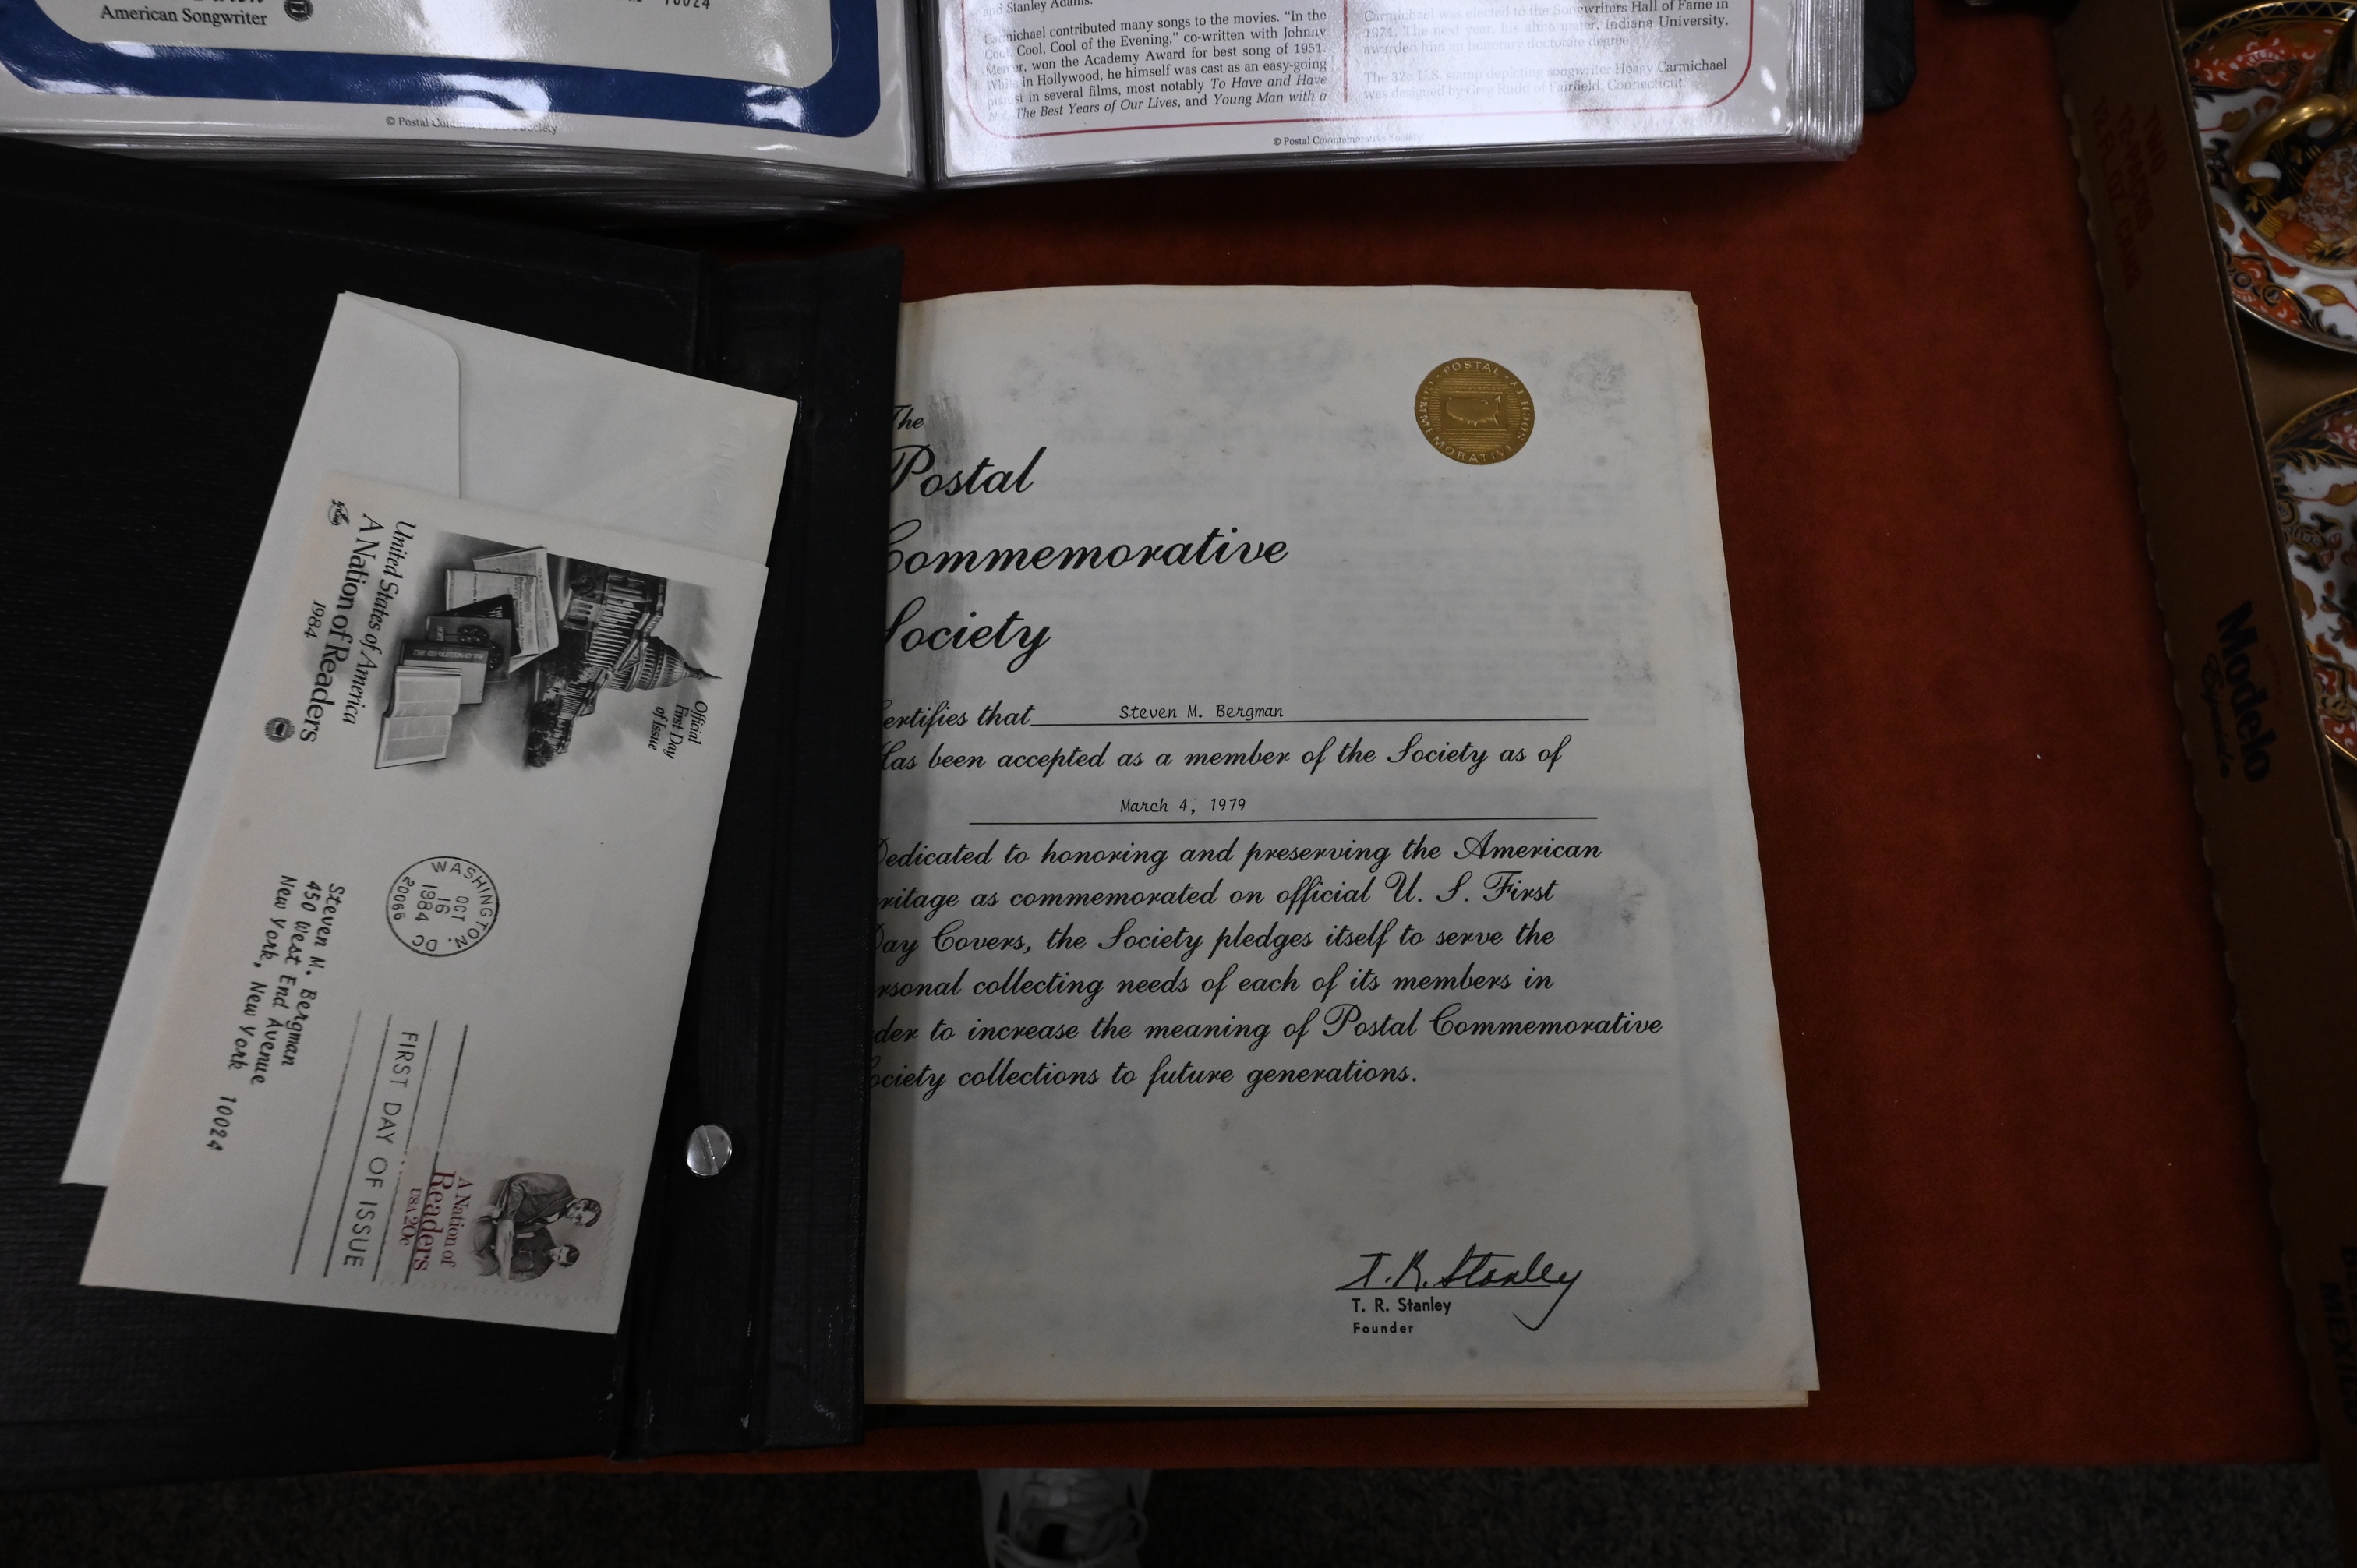 American Songwriter
10024
© Postal Commemorative Society
and Stanley Adams.
Carmichael contributed many songs to the movies. “In the
Cool, Cool, Cool of the Evening,” co-written with Johnny
Mercer, won the Academy Award for best song of 1951.
While in Hollywood, he himself was cast as an easy-going
pianist in several films, most notably To Have and Have
Not, The Best Years of Our Lives, and Young Man with a
Carmichael was elected to the Songwriters Hall of Fame in
1971. The next year, his alma mater, Indiana University,
awarded him an honorary doctorate degree.
The 32¢ U.S. stamp depicting songwriter Hoagy Carmichael
was designed by Greg Rudd of Fairfield, Connecticut.
© Postal Commemorative Society
Official
First Day
of Issue
United States of America
A Nation of Readers
1984
WASHINGTON, DC
OCT
16
1984
20066
Steven M. Bergman
450 West End Avenue
New York, New York 10024
FIRST DAY OF ISSUE
A Nation of
Readers
USA 20c
POSTAL COMMEMORATIVE SOCIETY
The
Postal
Commemorative
Society
ertifies that Steven M. Bergman
Has been accepted as a member of the Society as of
March 4, 1979
Dedicated to honoring and preserving the American
ritage as commemorated on official U. S. First
Day Covers, the Society pledges itself to serve the
rsonal collecting needs of each of its members in
der to increase the meaning of Postal Commemorative
ociety collections to future generations.
T. R. Stanley
T. R. Stanley
Founder
Modelo
Especial